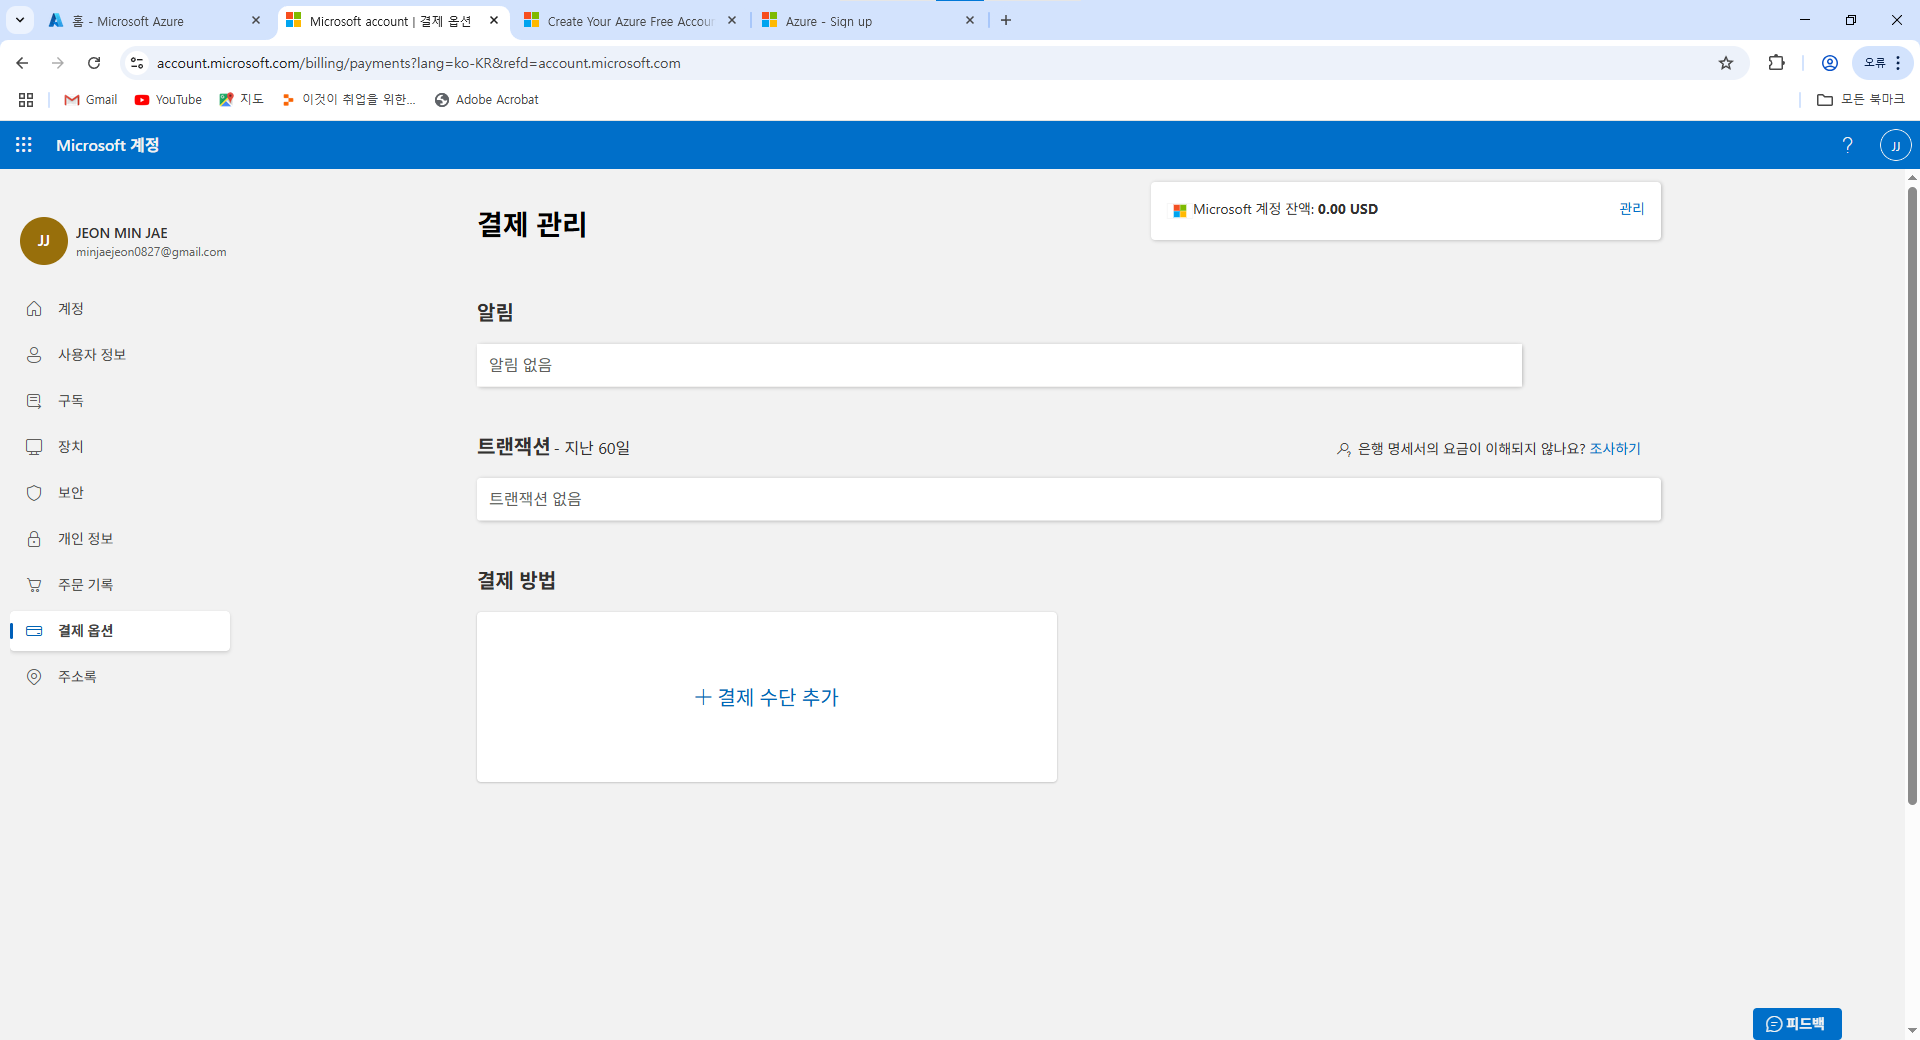 홈 - Microsoft Azure
Microsoft account | 결제 옵션
Create Your Azure Free Accour
Azure - Sign up
account.microsoft.com/billing/payments?lang=ko-KR&refd=account.microsoft.com
오류
Gmail
YouTube
지도
이것이 취업을 위한...
Adobe Acrobat
모든 북마크
Microsoft 계정
?
JJ
JJ
JEON MIN JAE
minjaejeon0827@gmail.com
계정
사용자 정보
구독
장치
보안
개인 정보
주문 기록
결제 옵션
주소록
결제 관리
Microsoft 계정 잔액: 0.00 USD
관리
알림
알림 없음
트랜잭션 - 지난 60일
은행 명세서의 요금이 이해되지 않나요? 조사하기
트랜잭션 없음
결제 방법
+ 결제 수단 추가
피드백